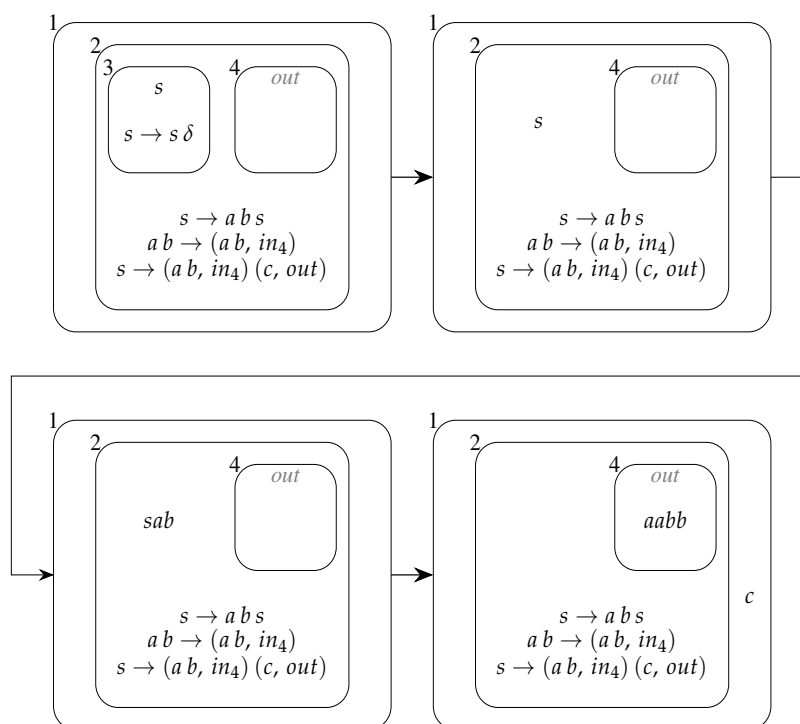 1
2
3
4
out
s
s → s δ
s → a b s
a b → (a b, in₄)
s → (a b, in₄) (c, out)
1
2
4
out
s
s → a b s
a b → (a b, in₄)
s → (a b, in₄) (c, out)
1
2
4
out
sab
s → a b s
a b → (a b, in₄)
s → (a b, in₄) (c, out)
1
2
4
out
aabb
c
s → a b s
a b → (a b, in₄)
s → (a b, in₄) (c, out)